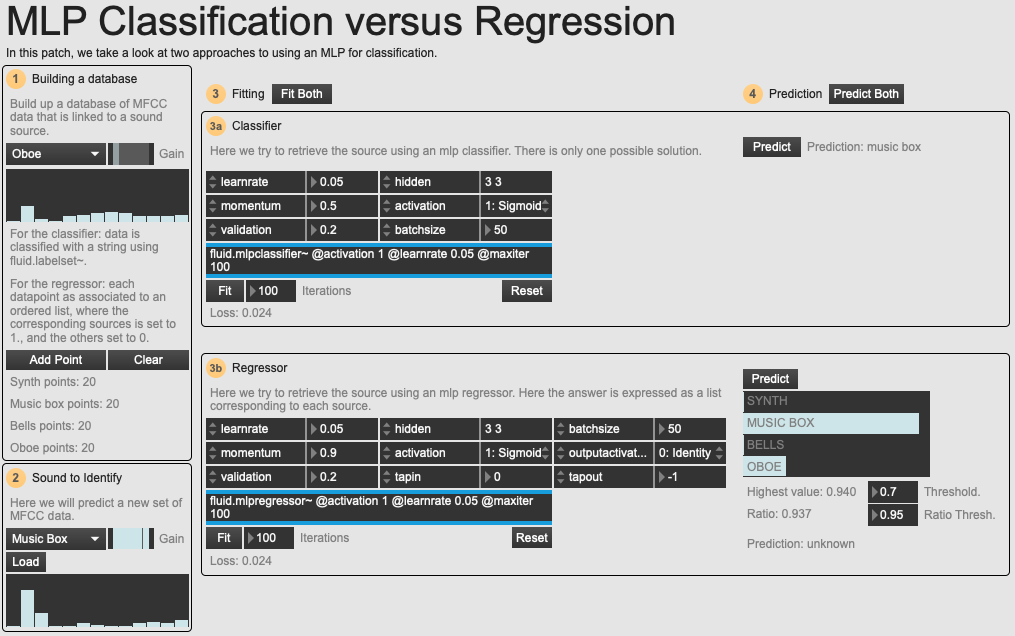 MLP Classification versus Regression
In this patch, we take a look at two approaches to using an MLP for classification.
1 Building a database
Build up a database of MFCC
data that is linked to a sound
source.
Oboe Gain
For the classifier: data is
classified with a string using
fluid.labelset~.
For the regressor: each
datapoint as associated to an
ordered list, where the
corresponding sources is set to
1., and the others set to 0.
Add Point Clear
Synth points: 20
Music box points: 20
Bells points: 20
Oboe points: 20
2 Sound to Identify
Here we will predict a new set of
MFCC data.
Music Box Gain
Load
3 Fitting Fit Both
3a Classifier
Here we try to retrieve the source using an mlp classifier. There is only one possible solution.
learnrate 0.05 hidden 3 3
momentum 0.5 activation 1: Sigmoid
validation 0.2 batchsize 50
fluid.mlpclassifier~ @activation 1 @learnrate 0.05 @maxiter
100
Fit 100 Iterations Reset
Loss: 0.024
3b Regressor
Here we try to retrieve the source using an mlp regressor. Here the answer is expressed as a list
corresponding to each source.
learnrate 0.05 hidden 3 3 batchsize 50
momentum 0.9 activation 1: Sigmoid outputactivat... 0: Identity
validation 0.2 tapin 0 tapout -1
fluid.mlpregressor~ @activation 1 @learnrate 0.05 @maxiter
100
Fit 100 Iterations Reset
Loss: 0.024
4 Prediction Predict Both
Predict Prediction: music box
Predict
SYNTH
MUSIC BOX
BELLS
OBOE
Highest value: 0.940 0.7 Threshold.
Ratio: 0.937 0.95 Ratio Thresh.
Prediction: unknown